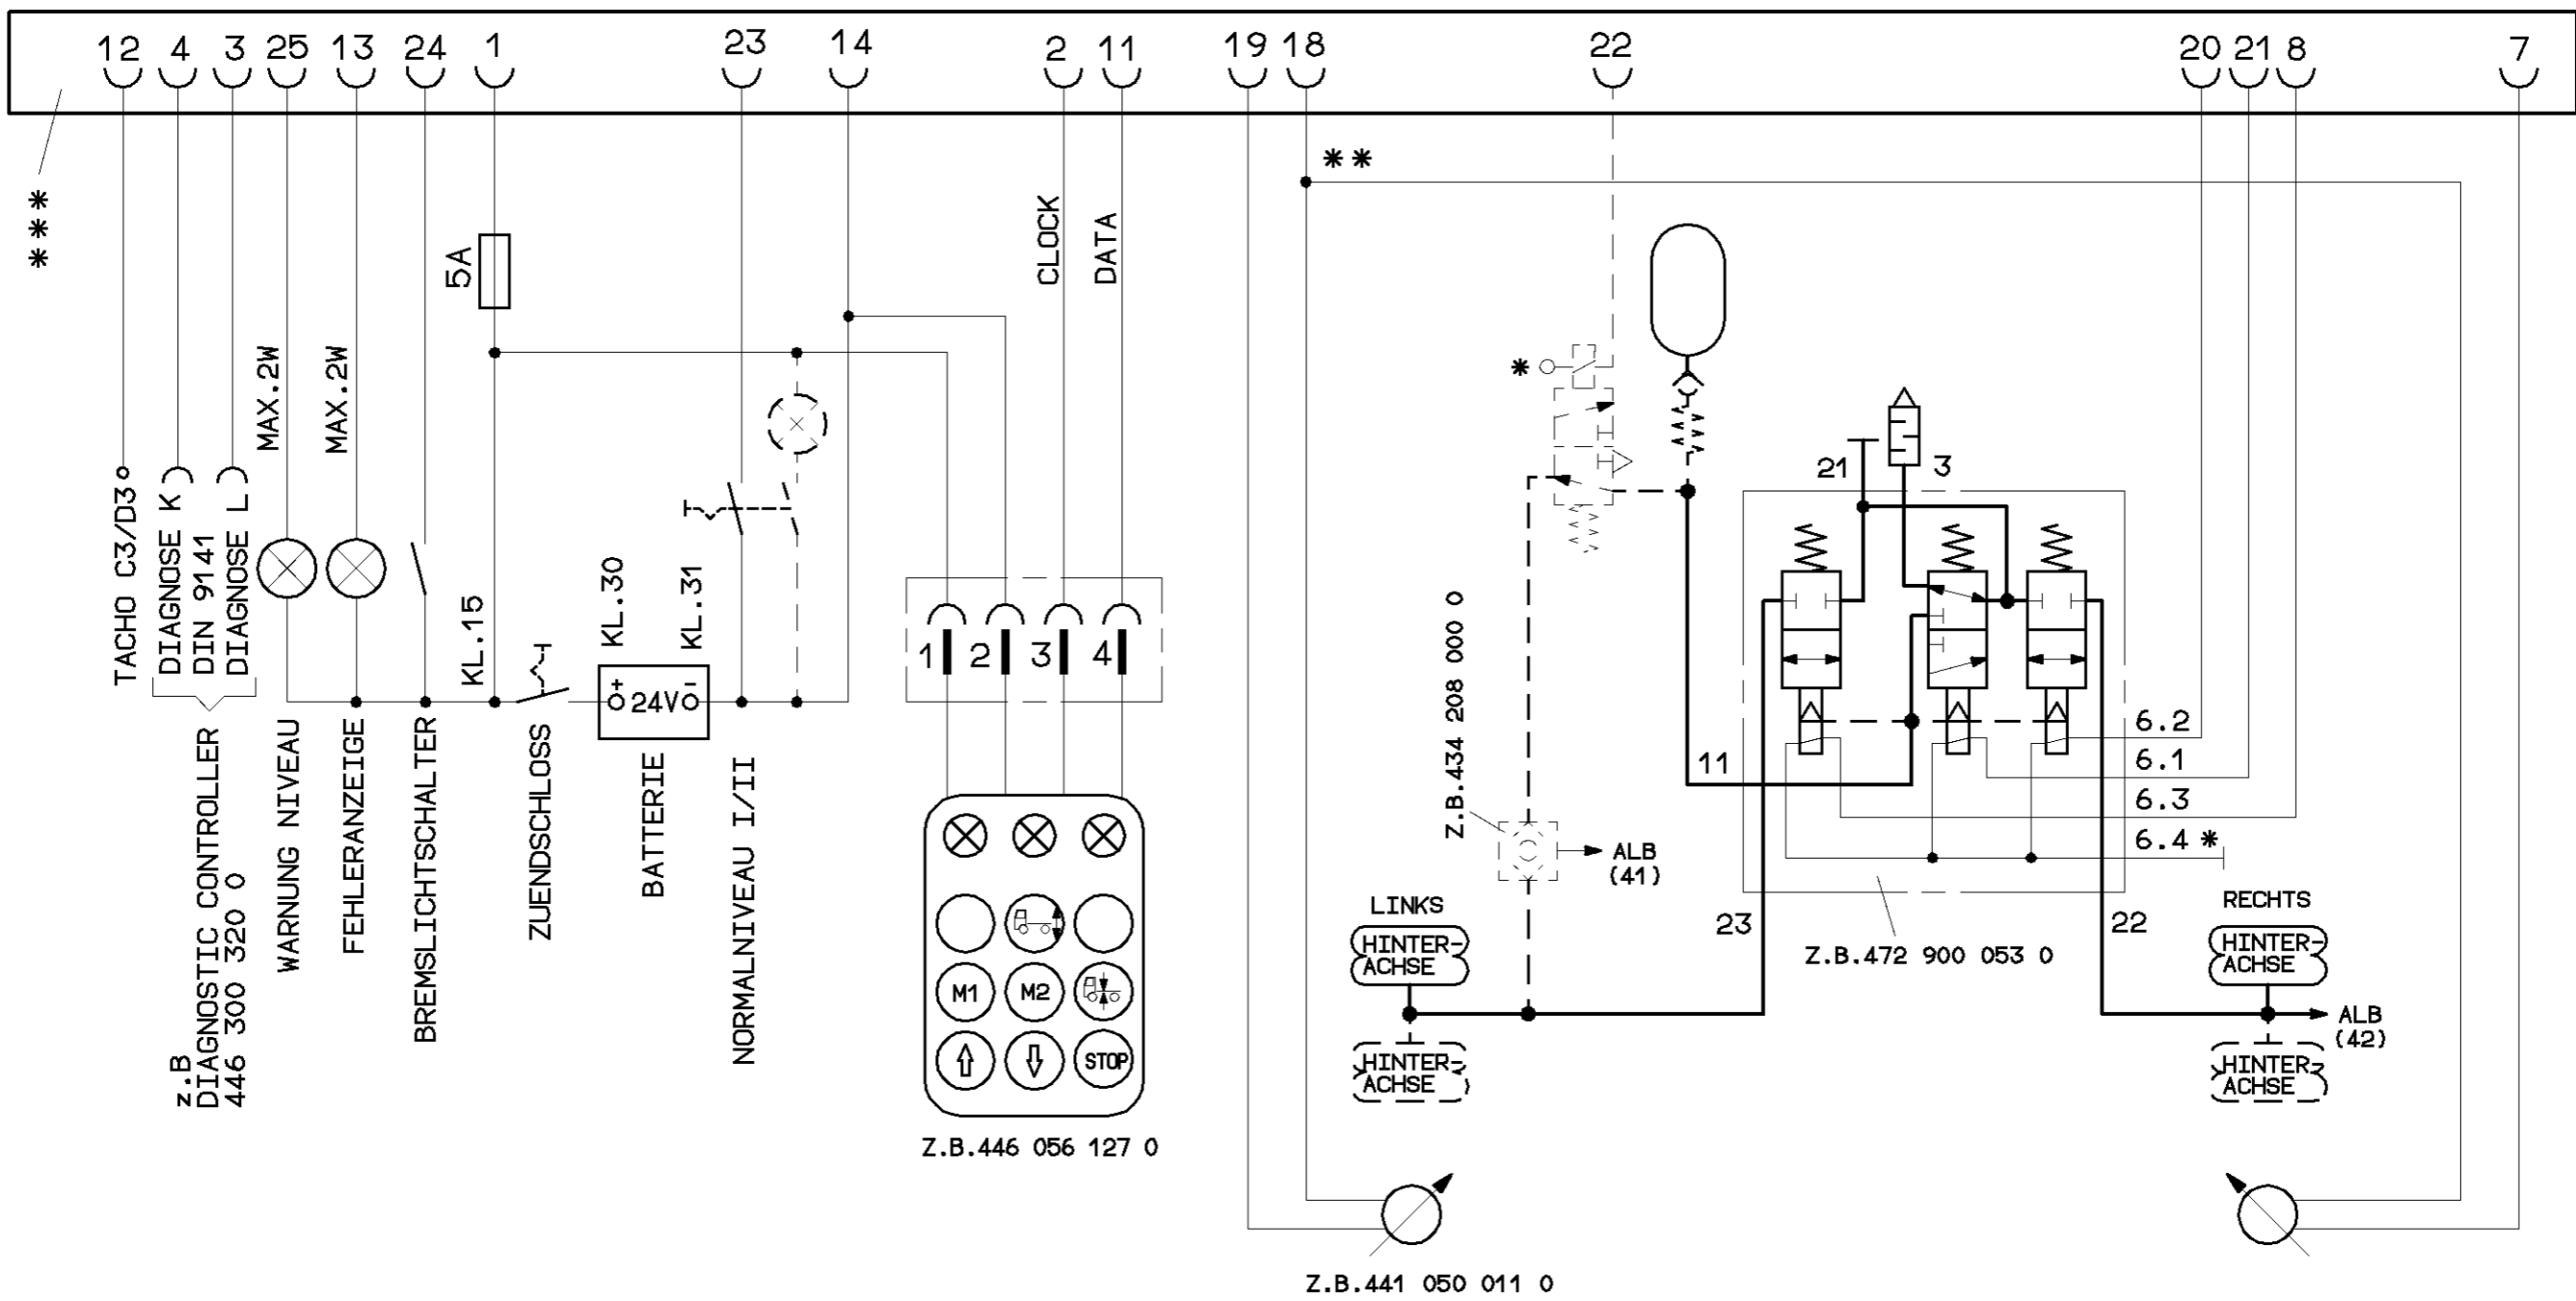 12 4 3 25 13 24 1 23 14 2 11 19 18 22 20 21 8 7
***
**
5A
CLOCK
DATA
MAX.2W
MAX.2W
*
21
3
TACHO C3/D3
DIAGNOSE K
DIN 9141
DIAGNOSE L
KL.15
KL.30
KL.31
+ 24V -
1 2 3 4
z.B
DIAGNOSTIC CONTROLLER
446 300 320 0
WARNUNG NIVEAU
FEHLERANZEIGE
BREMSLICHTSCHALTER
ZUENDSCHLOSS
BATTERIE
NORMALNIVEAU I/II
M1 M2
STOP
Z.B.446 056 127 0
Z.B.434 208 000 0
11
6.2
6.1
6.3
6.4 *
ALB
(41)
23
22
Z.B.472 900 053 0
LINKS
HINTER-
ACHSE
HINTER-
ACHSE
RECHTS
HINTER-
ACHSE
ALB
(42)
HINTER-
ACHSE
Z.B.441 050 011 0